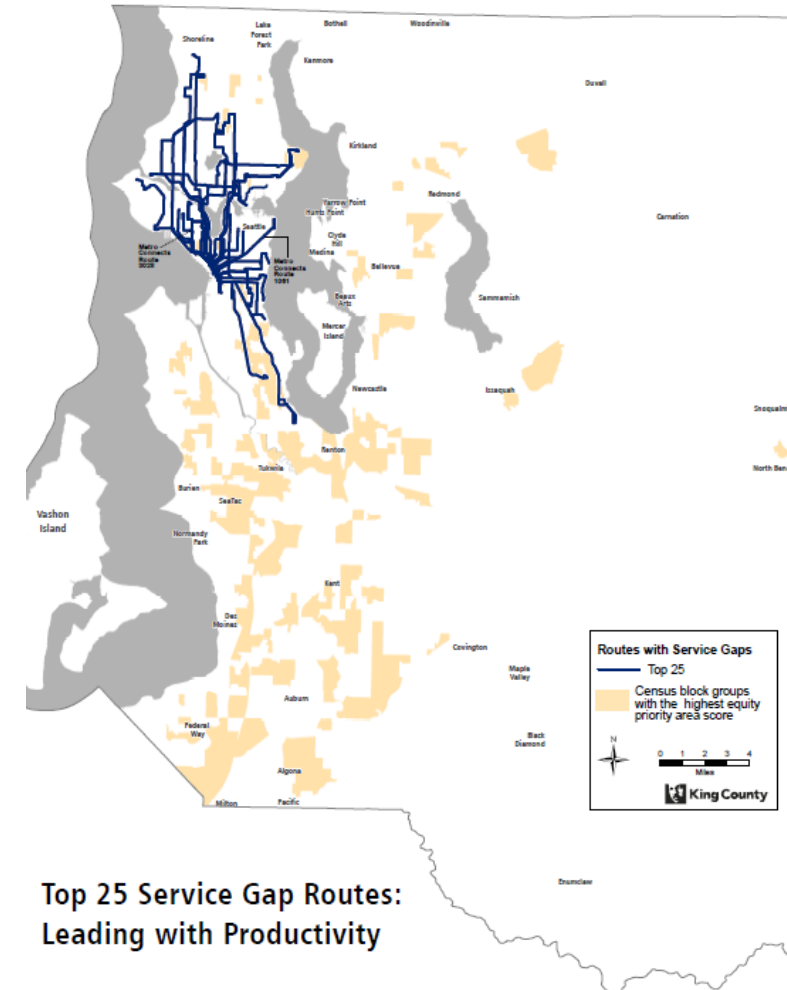 Lake
Forest
Park
Bothell
Woodinville
Shoreline
Kenmore
Duvall
Kirkland
Redmond
Yarrow Point
Hunts Point
Carnation
Seattle
Clyde
Hill
Metro
Connects
Route
Medina
Metro
Connects
Route
Bellevue
Beaux
Arts
Sammamish
Mercer
Island
Newcastle
Issaquah
Renton
Tukwila
North Ben
Burien
SeaTac
Vashon
Island
Normandy
Park
Kent
Des
Moines
Covington
Maple
Valley
Auburn
Federal
Way
Black
Diamond
Algona
Milton
Pacific
Enumclaw
Routes with Service Gaps
Top 25
Census block groups
with the highest equity
priority area score
N
0 1 2 3 4
Miles
King County
Top 25 Service Gap Routes:
Leading with Productivity